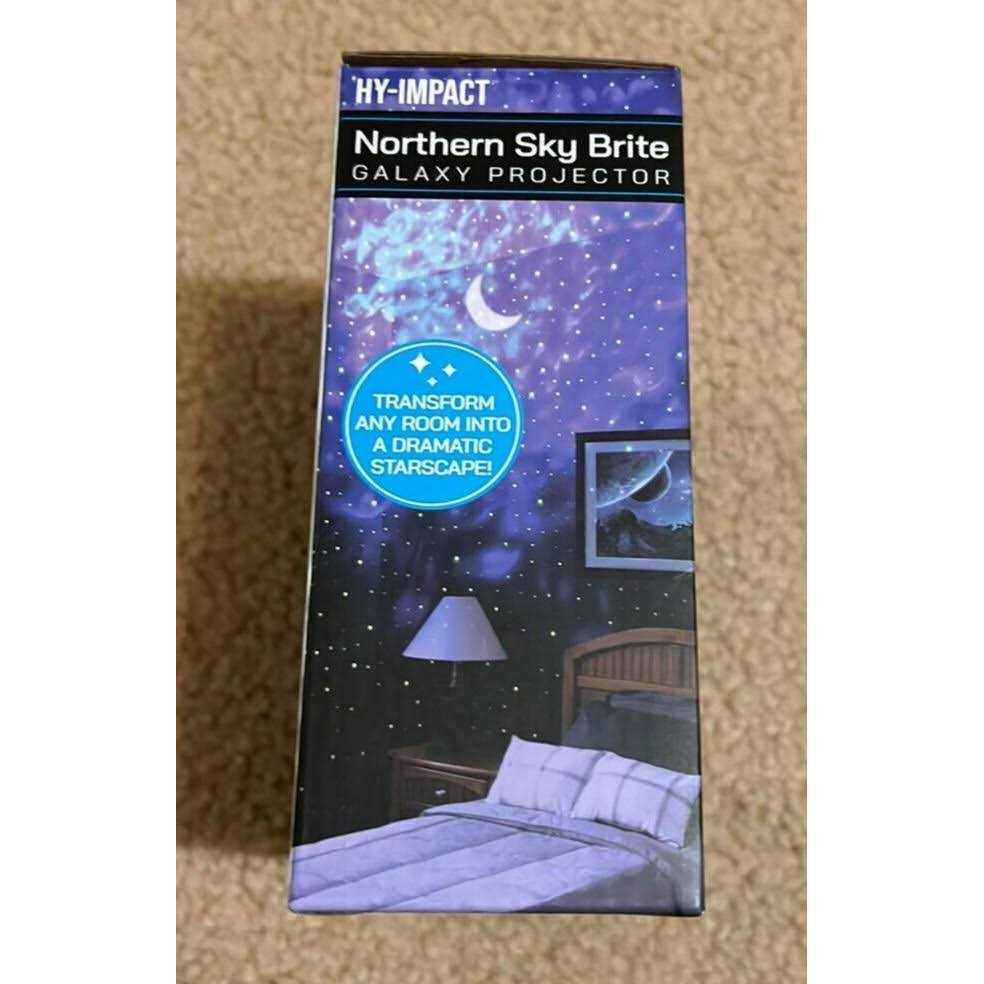 HY-IMPACT
Northern Sky Brite
GALAXY PROJECTOR
TRANSFORM
ANY ROOM INTO
A DRAMATIC
STARSCAPE!